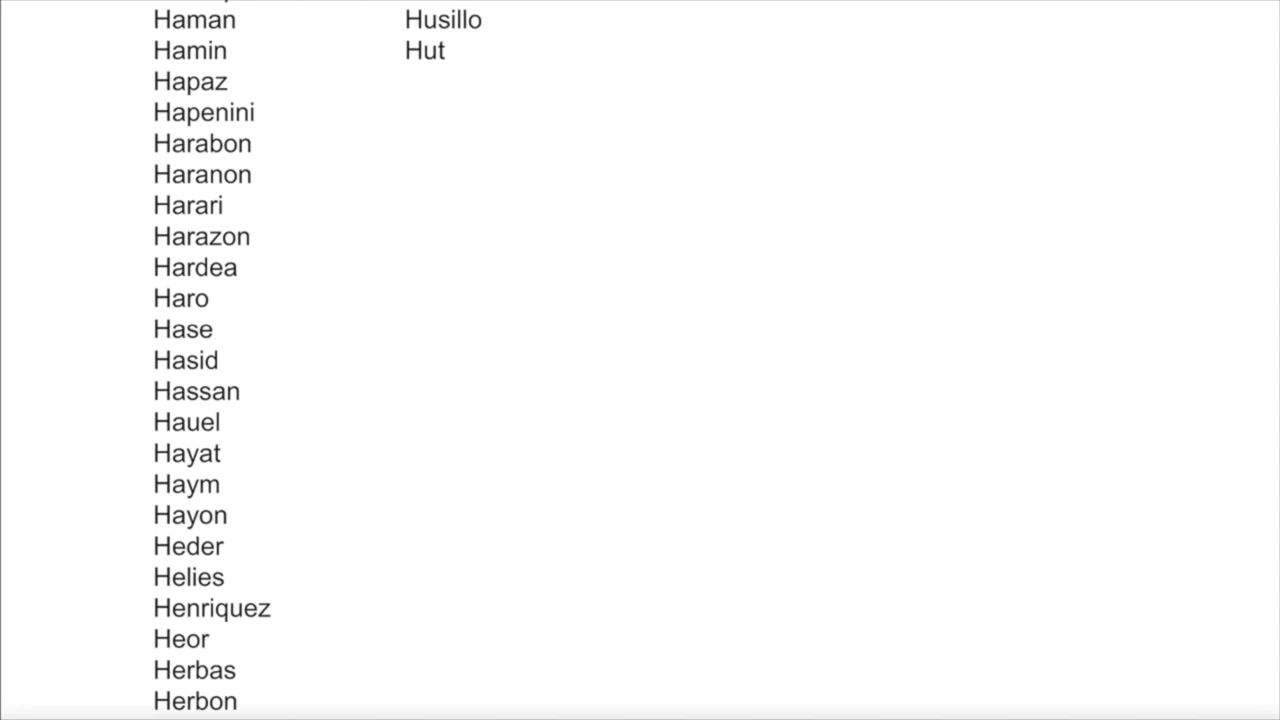 Haman
Hamin
Hapaz
Hapenini
Harabon
Haranon
Harari
Harazon
Hardea
Haro
Hase
Hasid
Hassan
Hauel
Hayat
Haym
Hayon
Heder
Helies
Henriquez
Heor
Herbas
Herbon
Husillo
Hut